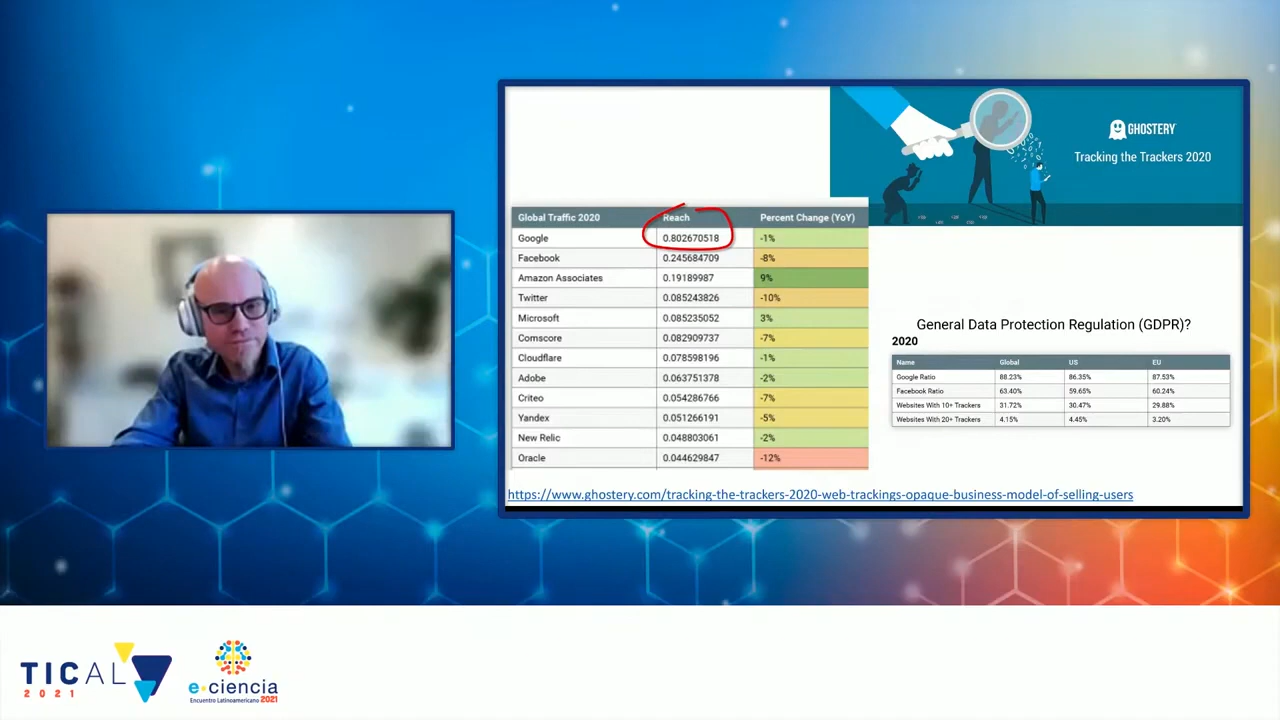 GHOSTERY
Tracking the Trackers 2020
Global Traffic 2020 Reach Percent Change (YoY)
Google 0.802670518 -1%
Facebook 0.245684709 -8%
Amazon Associates 0.19189987 9%
Twitter 0.085243826 -10%
Microsoft 0.085235052 3%
Comscore 0.082909737 -7%
Cloudflare 0.078598196 -1%
Adobe 0.063751378 -2%
Criteo 0.054286766 -7%
Yandex 0.051266191 -5%
New Relic 0.048803061 -2%
Oracle 0.044629847 -12%
General Data Protection Regulation (GDPR)?
2020
Name Global US EU
Google Ratio 88.23% 86.35% 87.53%
Facebook Ratio 63.40% 59.65% 60.24%
Websites With 10+ Trackers 31.72% 30.47% 29.88%
Websites With 20+ Trackers 4.15% 4.45% 3.20%
https://www.ghostery.com/tracking-the-trackers-2020-web-trackings-opaque-business-model-of-selling-users
TICAL
2021
e-ciencia
Encuentro Latinoamericano 2021